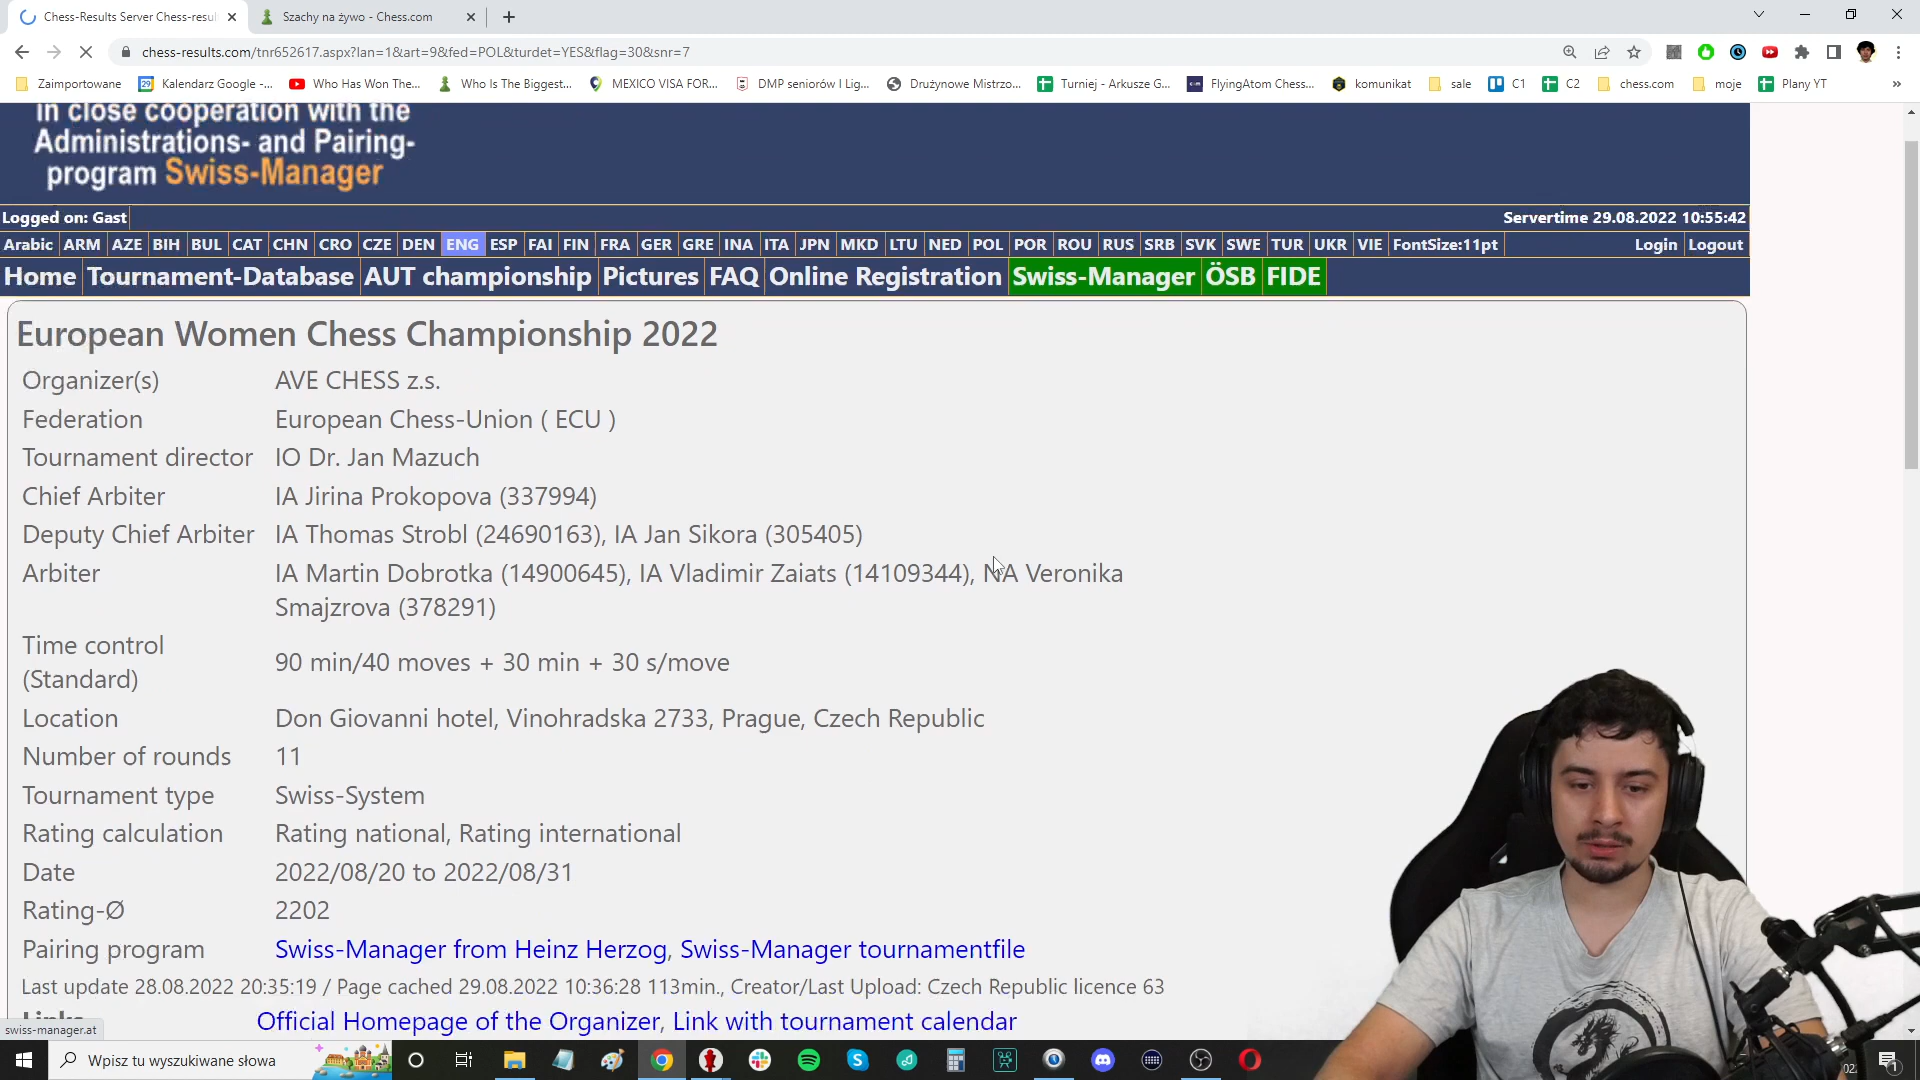 Chess-Results Server Chess-resul
Szachy na żywo - Chess.com
chess-results.com/tnr652617.aspx?lan=1&art=9&fed=POL&turdet=YES&flag=30&snr=7
Zaimportowane Kalendarz Google -... Who Has Won The... Who Is The Biggest... MEXICO VISA FOR... DMP seniorów I Lig... Drużynowe Mistrzo... Turniej - Arkusze G... FlyingAtom Chess... komunikat sale C1 C2 chess.com moje Plany YT »
in close cooperation with the
Administrations- and Pairing-
program Swiss-Manager
Logged on: Gast
Servertime 29.08.2022 10:55:42
Arabic ARM AZE BIH BUL CAT CHN CRO CZE DEN ENG ESP FAI FIN FRA GER GRE INA ITA JPN MKD LTU NED POL POR ROU RUS SRB SVK SWE TUR UKR VIE FontSize:11pt Login Logout
Home Tournament-Database AUT championship Pictures FAQ Online Registration Swiss-Manager ÖSB FIDE
European Women Chess Championship 2022
Organizer(s) AVE CHESS z.s.
Federation European Chess-Union ( ECU )
Tournament director IO Dr. Jan Mazuch
Chief Arbiter IA Jirina Prokopova (337994)
Deputy Chief Arbiter IA Thomas Strobl (24690163), IA Jan Sikora (305405)
Arbiter IA Martin Dobrotka (14900645), IA Vladimir Zaiats (14109344), NA Veronika
Smajzrova (378291)
Time control
(Standard) 90 min/40 moves + 30 min + 30 s/move
Location Don Giovanni hotel, Vinohradska 2733, Prague, Czech Republic
Number of rounds 11
Tournament type Swiss-System
Rating calculation Rating national, Rating international
Date 2022/08/20 to 2022/08/31
Rating-Ø 2202
Pairing program Swiss-Manager from Heinz Herzog, Swiss-Manager tournamentfile
Last update 28.08.2022 20:35:19 / Page cached 29.08.2022 10:36:28 113min., Creator/Last Upload: Czech Republic licence 63
Links Official Homepage of the Organizer, Link with tournament calendar
swiss-manager.at
Wpisz tu wyszukiwane słowa